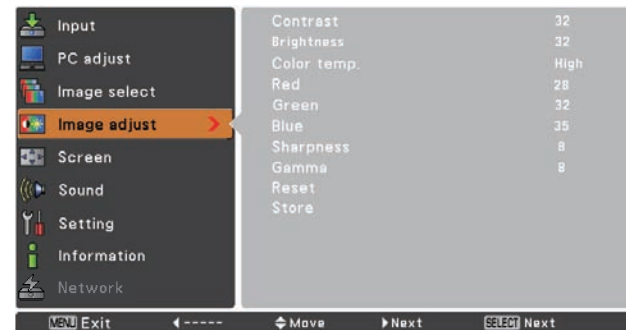 Input
PC adjust
Image select
Image adjust
Screen
Sound
Setting
Information
Network
Contrast 32
Brightness 32
Color temp. High
Red 28
Green 32
Blue 35
Sharpness 8
Gamma 8
Reset
Store
MENU Exit ----- Move Next SELECT Next